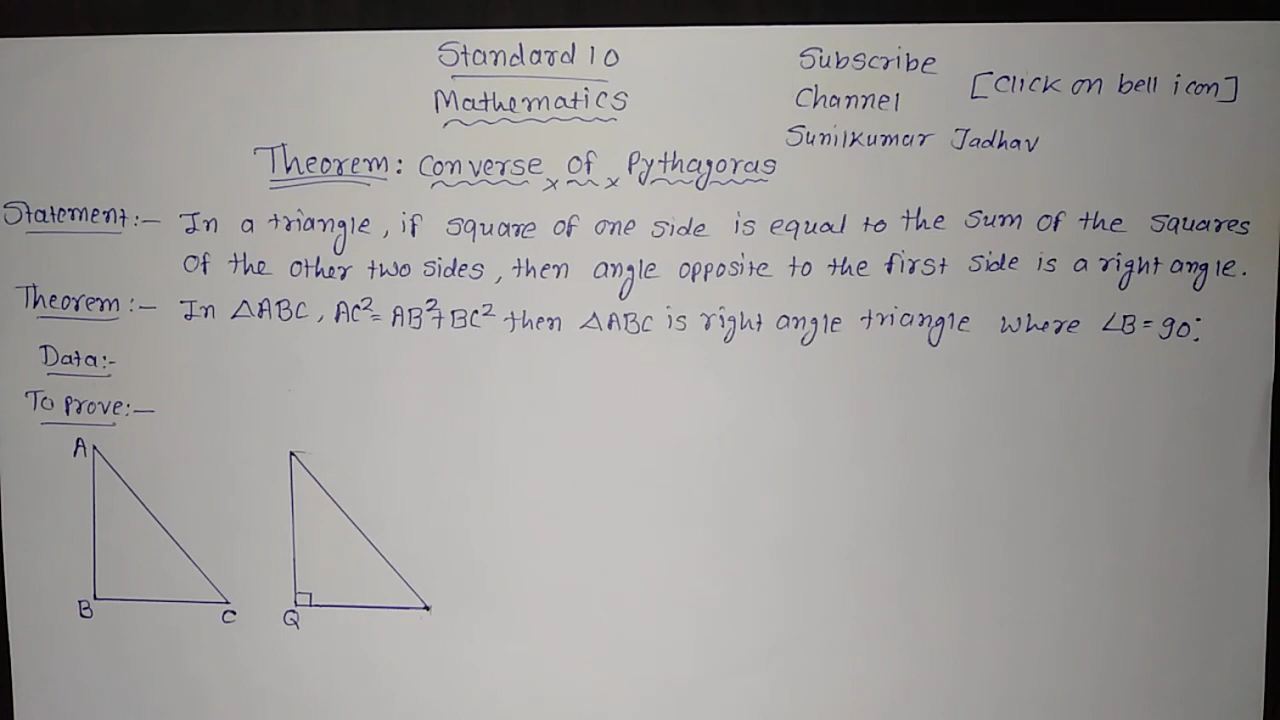 Standard 10
Mathematics
Subscribe
Channel
[Click on bell icon]
Sunilkumar Jadhav
Theorem: Converse of Pythagoras
Statement:- In a triangle, if square of one side is equal to the sum of the squares
of the other two sides, then angle opposite to the first side is a right angle.
Theorem:- In △ABC, AC²= AB²+BC² then △ABC is right angle triangle where ∠B=90°.
Data:-
To prove:-
A
B
C
Q